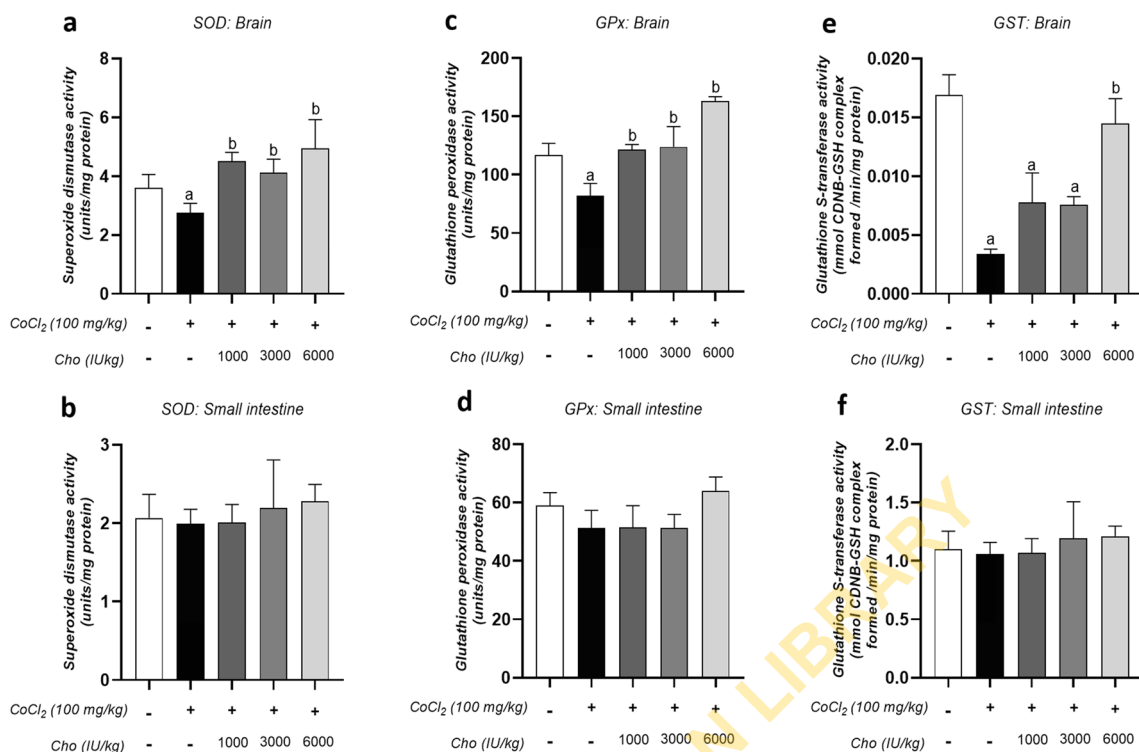 a
SOD: Brain
Superoxide dismutase activity
(units/mg protein)
8
6
4
2
0
a
b
b
b
CoCl2 (100 mg/kg)
- + + + +
Cho (IUkg)
- - 1000 3000 6000
c
GPx: Brain
Glutathione peroxidase activity
(units/mg protein)
200
150
100
50
0
a
b
b
b
CoCl2 (100 mg/kg)
- + + + +
Cho (IU/kg)
- - 1000 3000 6000
e
GST: Brain
Glutathione S-transferase activity
(mmol CDNB-GSH complex
formed /min/mg protein)
0.020
0.015
0.010
0.005
0.000
a
a
a
b
CoCl2 (100 mg/kg)
- + + + +
Cho (IU/kg)
- - 1000 3000 6000
b
SOD: Small intestine
Superoxide dismutase activity
(units/mg protein)
3
2
1
0
CoCl2 (100 mg/kg)
- + + + +
Cho (IU/kg)
- - 1000 3000 6000
d
GPx: Small intestine
Glutathione peroxidase activity
(units/mg protein)
80
60
40
20
0
CoCl2 (100 mg/kg)
- + + + +
Cho (IU/kg)
- - 1000 3000 6000
f
GST: Small intestine
Glutathione S-transferase activity
(mmol CDNB-GSH complex
formed /min/mg protein)
2.0
1.5
1.0
0.5
0.0
CoCl2 (100 mg/kg)
- + + + +
Cho (IU/kg)
- - 1000 3000 6000
N LIBRARY